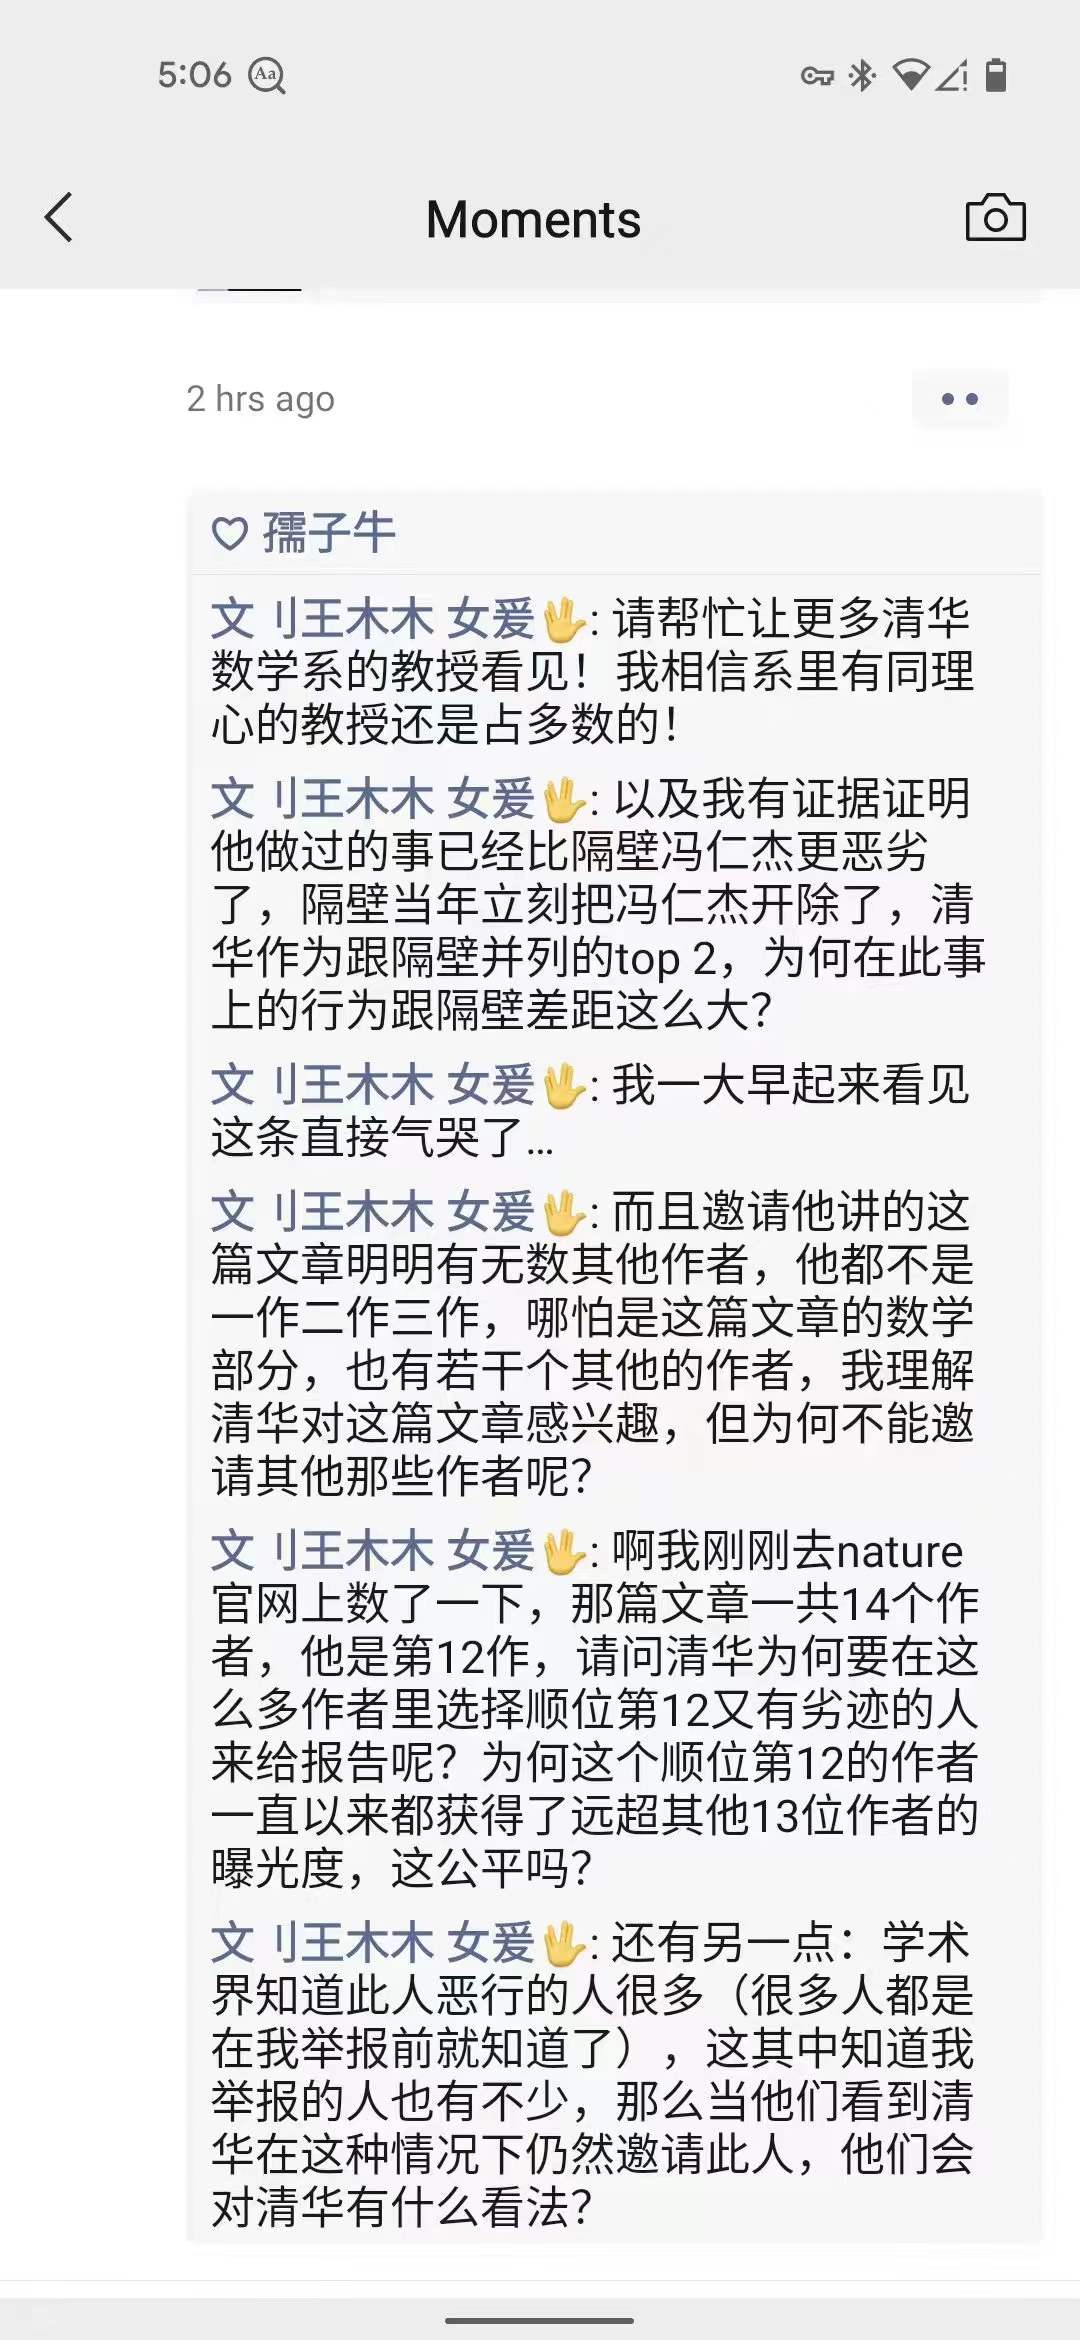 5:06
Moments
2 hrs ago
孺子牛
文刂王木木 女爰🖖: 请帮忙让更多清华
数学系的教授看见！我相信系里有同理
心的教授还是占多数的！
文刂王木木 女爰🖖: 以及我有证据证明
他做过的事已经比隔壁冯仁杰更恶劣
了，隔壁当年立刻把冯仁杰开除了，清
华作为跟隔壁并列的top 2，为何在此事
上的行为跟隔壁差距这么大？
文刂王木木 女爰🖖: 我一大早起来看见
这条直接气哭了...
文刂王木木 女爰🖖: 而且邀请他讲的这
篇文章明明有无数其他作者，他都不是
一作二作三作，哪怕是这篇文章的数学
部分，也有若干个其他的作者，我理解
清华对这篇文章感兴趣，但为何不能邀
请其他那些作者呢？
文刂王木木 女爰🖖: 啊我刚刚去nature
官网上数了一下，那篇文章一共14个作
者，他是第12作，请问清华为何要在这
么多作者里选择顺位第12又有劣迹的人
来给报告呢？为何这个顺位第12的作者
一直以来都获得了远超其他13位作者的
曝光度，这公平吗？
文刂王木木 女爰🖖: 还有另一点：学术
界知道此人恶行的人很多（很多人都是
在我举报前就知道了），这其中知道我
举报的人也有不少，那么当他们看到清
华在这种情况下仍然邀请此人，他们会
对清华有什么看法？